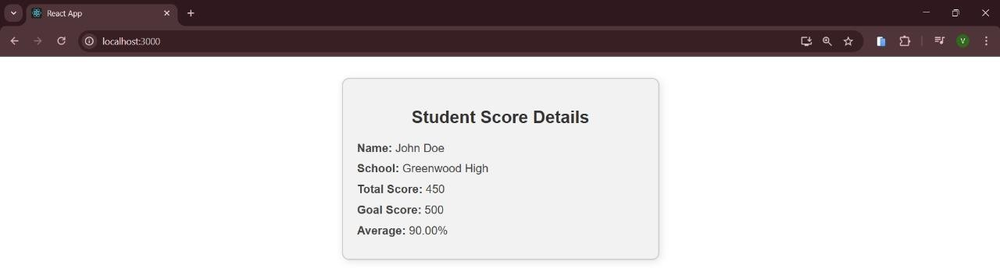 React App
localhost:3000
V
Student Score Details
Name: John Doe
School: Greenwood High
Total Score: 450
Goal Score: 500
Average: 90.00%